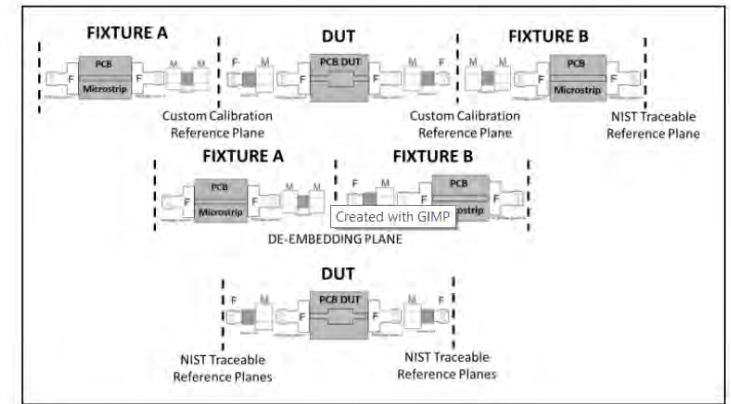 FIXTURE A DUT FIXTURE B
M M F M M F M M
PCB PCB DUT PCB
F F F F F F
Microstrip Microstrip
Custom Calibration Custom Calibration NIST Traceable
Reference Plane Reference Plane Reference Plane
FIXTURE A FIXTURE B
M M F M
PCB PCB
F F F F
Microstrip
Created with GIMP
DE-EMBEDDING PLANE
DUT
F M M F
PCB DUT
F F
NIST Traceable NIST Traceable
Reference Planes Reference Planes